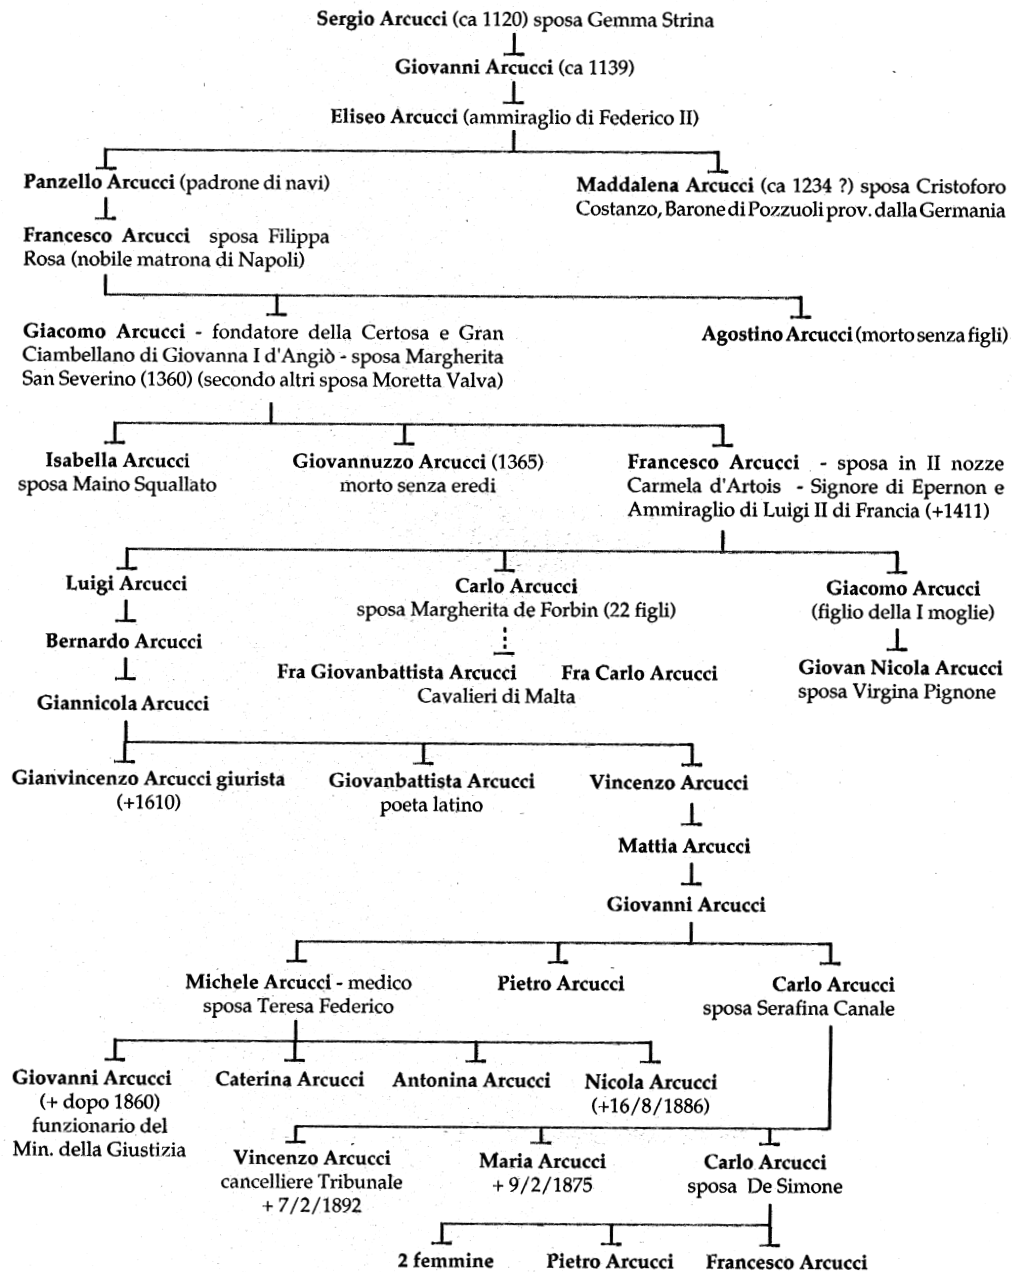 Sergio Arcucci (ca 1120) sposa Gemma Strina
Giovanni Arcucci (ca 1139)
Eliseo Arcucci (ammiraglio di Federico II)
Panzello Arcucci (padrone di navi)
Maddalena Arcucci (ca 1234 ?) sposa Cristoforo
Costanzo, Barone di Pozzuoli prov. dalla Germania
Francesco Arcucci sposa Filippa
Rosa (nobile matrona di Napoli)
Giacomo Arcucci - fondatore della Certosa e Gran
Ciambellano di Giovanna I d'Angiò - sposa Margherita
San Severino (1360) (secondo altri sposa Moretta Valva)
Agostino Arcucci (morto senza figli)
Isabella Arcucci
sposa Maino Squallato
Giovannuzzo Arcucci (1365)
morto senza eredi
Francesco Arcucci - sposa in II nozze
Carmela d'Artois - Signore di Epernon e
Ammiraglio di Luigi II di Francia (+1411)
Luigi Arcucci
Carlo Arcucci
sposa Margherita de Forbin (22 figli)
Giacomo Arcucci
(figlio della I moglie)
Bernardo Arcucci
Fra Giovanbattista Arcucci Fra Carlo Arcucci
Cavalieri di Malta
Giovan Nicola Arcucci
sposa Virgina Pignone
Giannicola Arcucci
Gianvincenzo Arcucci giurista
(+1610)
Giovanbattista Arcucci
poeta latino
Vincenzo Arcucci
Mattia Arcucci
Giovanni Arcucci
Michele Arcucci - medico
sposa Teresa Federico
Pietro Arcucci
Carlo Arcucci
sposa Serafina Canale
Giovanni Arcucci
(+ dopo 1860)
funzionario del
Min. della Giustizia
Caterina Arcucci
Antonina Arcucci
Nicola Arcucci
(+16/8/1886)
Vincenzo Arcucci
cancelliere Tribunale
+ 7/2/1892
Maria Arcucci
+ 9/2/1875
Carlo Arcucci
sposa De Simone
2 femmine
Pietro Arcucci
Francesco Arcucci